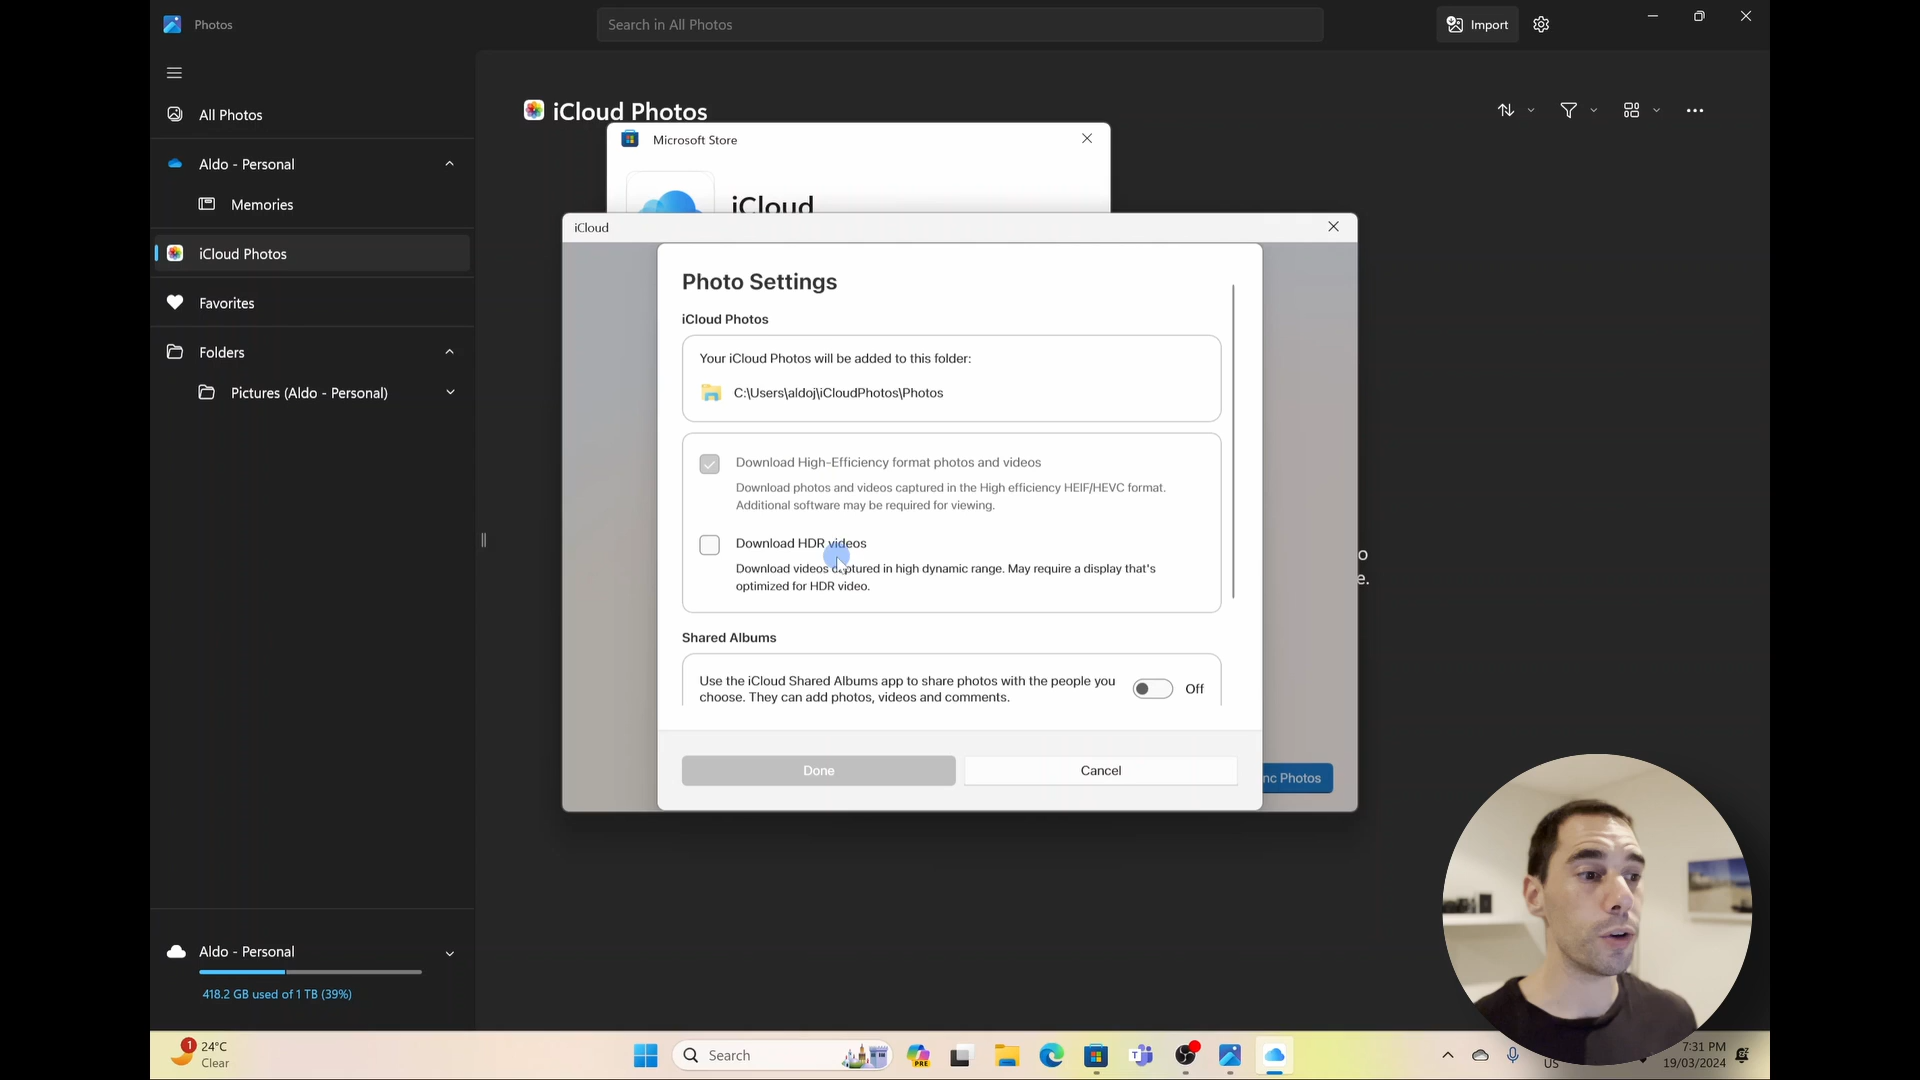 Photos
Search in All Photos
Import
All Photos
iCloud Photos
Aldo - Personal
Memories
iCloud Photos
Favorites
Folders
Pictures (Aldo - Personal)
Microsoft Store
iCloud
iCloud
Photo Settings
iCloud Photos
Your iCloud Photos will be added to this folder:
C:\Users\aldoj\iCloudPhotos\Photos
Download High-Efficiency format photos and videos
Download photos and videos captured in the High efficiency HEIF/HEVC format.
Additional software may be required for viewing.
Download HDR videos
Download videos captured in high dynamic range. May require a display that's
optimized for HDR video.
Shared Albums
Use the iCloud Shared Albums app to share photos with the people you
choose. They can add photos, videos and comments.
Off
Done
Cancel
nc Photos
o
e.
Aldo - Personal
418.2 GB used of 1 TB (39%)
1
24°C
Clear
Search
PRE
US
7:31 PM
19/03/2024